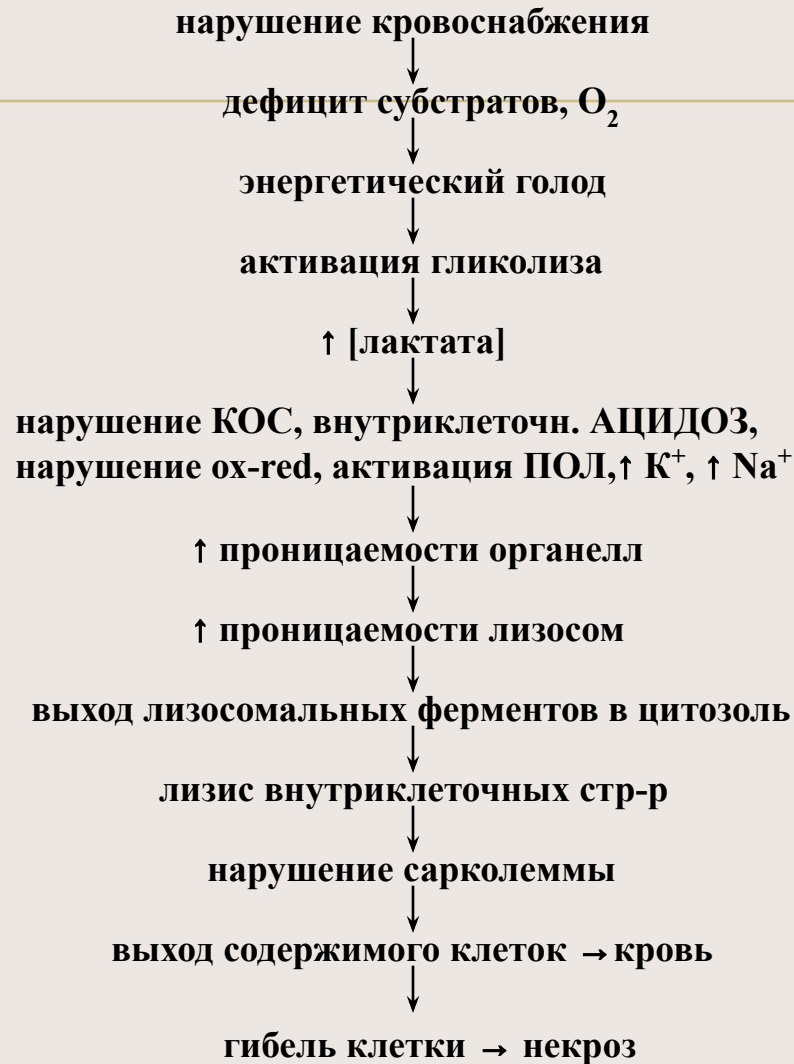 нарушение кровоснабжения
дефицит субстратов, O₂
энергетический голод
активация гликолиза
↑ [лактата]
нарушение КОС, внутриклеточн. АЦИДОЗ,
нарушение ox-red, активация ПОЛ,↑ K⁺, ↑ Na⁺
↑ проницаемости органелл
↑ проницаемости лизосом
выход лизосомальных ферментов в цитозоль
лизис внутриклеточных стр-р
нарушение сарколеммы
выход содержимого клеток → кровь
гибель клетки → некроз